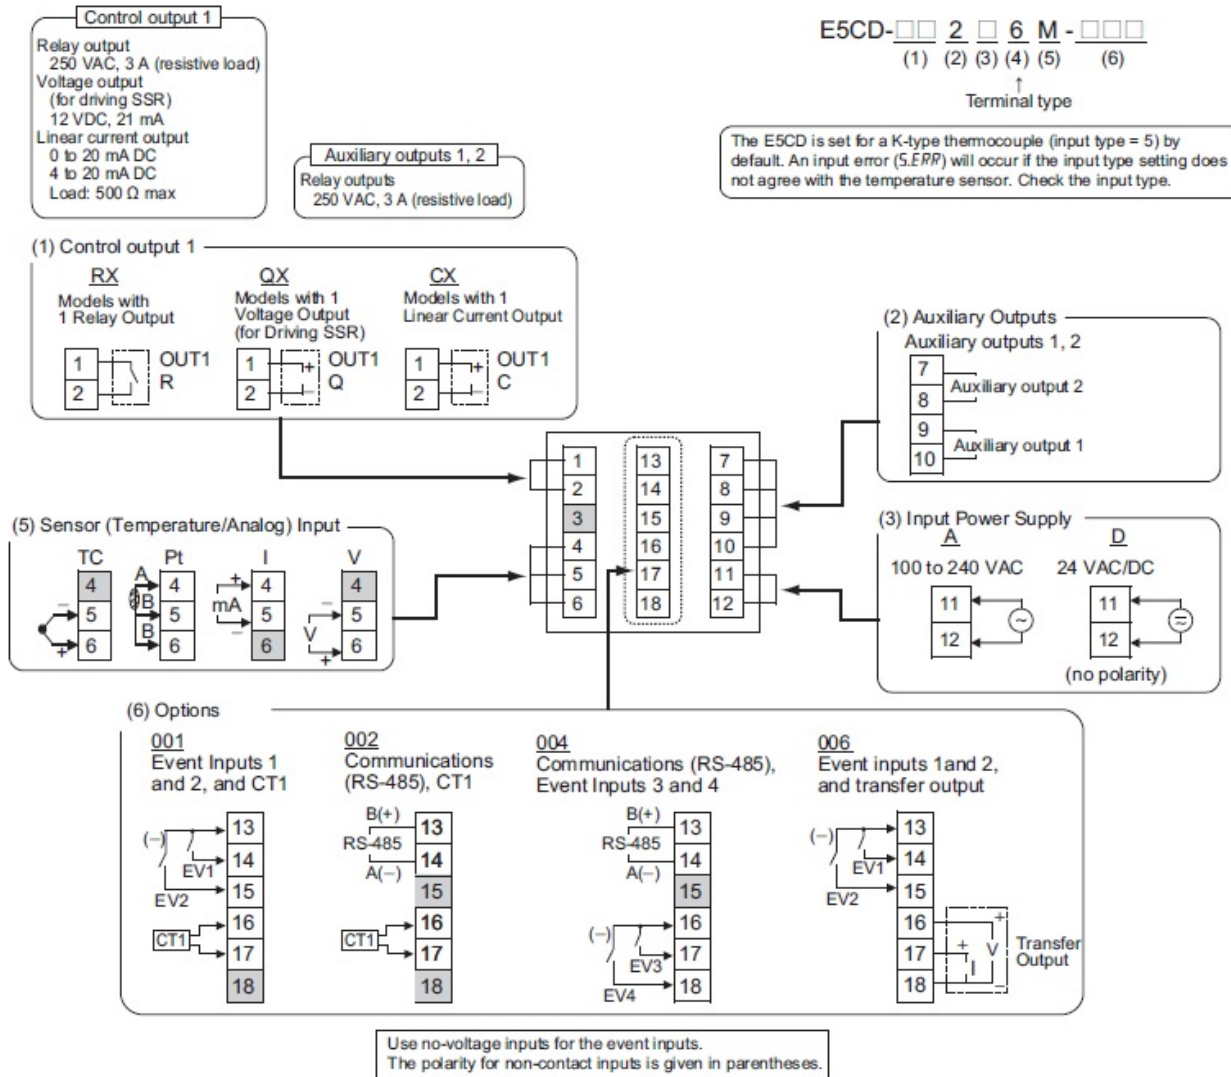 Control output 1
Relay output
250 VAC, 3 A (resistive load)
Voltage output
(for driving SSR)
12 VDC, 21 mA
Linear current output
0 to 20 mA DC
4 to 20 mA DC
Load: 500 Ω max
Auxiliary outputs 1, 2
Relay outputs
250 VAC, 3 A (resistive load)
E5CD-□□ 2 □ 6 M - □□□
(1) (2) (3) (4) (5) (6)
↑
Terminal type
The E5CD is set for a K-type thermocouple (input type = 5) by
default. An input error (S.ERR) will occur if the input type setting does
not agree with the temperature sensor. Check the input type.
(1) Control output 1
RX
Models with
1 Relay Output
1
2
OUT1
R
QX
Models with 1
Voltage Output
(for Driving SSR)
1
2
+
−
OUT1
Q
CX
Models with 1
Linear Current Output
1
2
+
−
OUT1
C
(2) Auxiliary Outputs
Auxiliary outputs 1, 2
7
8
9
10
Auxiliary output 2
Auxiliary output 1
1 13 7
2 14 8
3 15 9
4 16 10
5 17 11
6 18 12
(5) Sensor (Temperature/Analog) Input
TC
4
− 5
+ 6
Pt
A 4
B 5
B 6
I
+ 4
mA
− 5
6
V
4
− 5
V
+ 6
(3) Input Power Supply
A
100 to 240 VAC
11
12
~
D
24 VAC/DC
11
12
(no polarity)
(6) Options
001
Event Inputs 1
and 2, and CT1
(−)
EV1
EV2
CT1
13
14
15
16
17
18
002
Communications
(RS-485), CT1
B(+)
RS-485
A(−)
CT1
13
14
15
16
17
18
004
Communications (RS-485),
Event Inputs 3 and 4
B(+)
RS-485
A(−)
(−)
EV3
EV4
13
14
15
16
17
18
006
Event inputs 1and 2,
and transfer output
(−)
EV1
EV2
13
14
15
16
17
18
+
+ V
I
−
Transfer
Output
Use no-voltage inputs for the event inputs.
The polarity for non-contact inputs is given in parentheses.